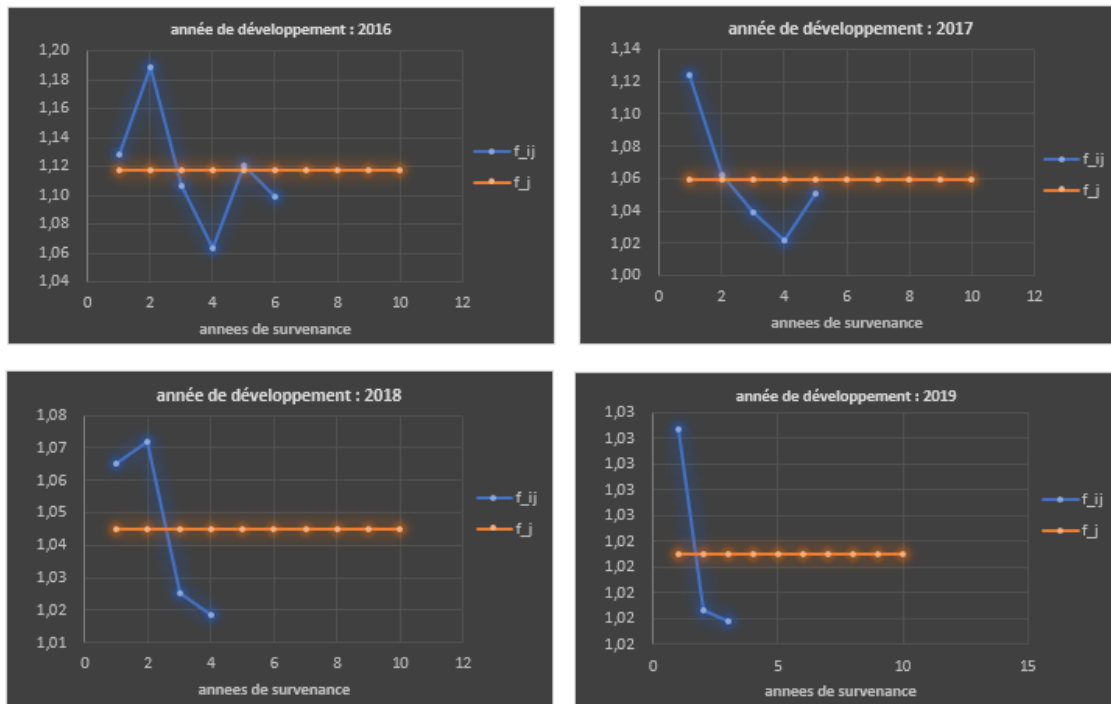 année de développement : 2016
1,20
1,18
1,16
1,14
1,12
1,10
1,08
1,06
1,04
0 2 4 6 8 10 12
annees de survenance
f_ij
f_j
année de développement : 2017
1,14
1,12
1,10
1,08
1,06
1,04
1,02
1,00
0 2 4 6 8 10 12
annees de survenance
f_ij
f_j
année de développement : 2018
1,08
1,07
1,06
1,05
1,04
1,03
1,02
1,01
0 2 4 6 8 10 12
annees de survenance
f_ij
f_j
année de développement : 2019
1,03
1,03
1,03
1,03
1,03
1,02
1,02
1,02
1,02
1,02
0 5 10 15
annees de survenance
f_ij
f_j